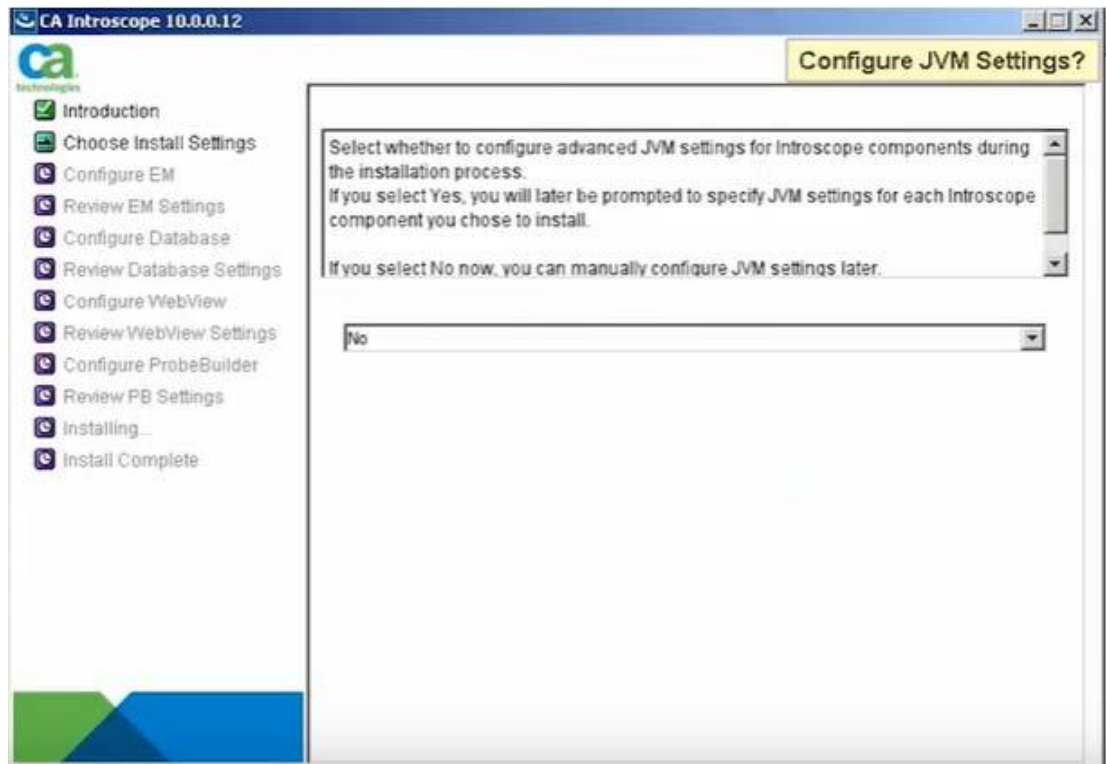 CA Introscope 10.0.0.12
ca
technologies
Configure JVM Settings?
Introduction
Choose Install Settings
Configure EM
Review EM Settings
Configure Database
Review Database Settings
Configure WebView
Review WebView Settings
Configure ProbeBuilder
Review PB Settings
Installing...
Install Complete
Select whether to configure advanced JVM settings for Introscope components during
the installation process.
If you select Yes, you will later be prompted to specify JVM settings for each Introscope
component you chose to install.
If you select No now, you can manually configure JVM settings later.
No